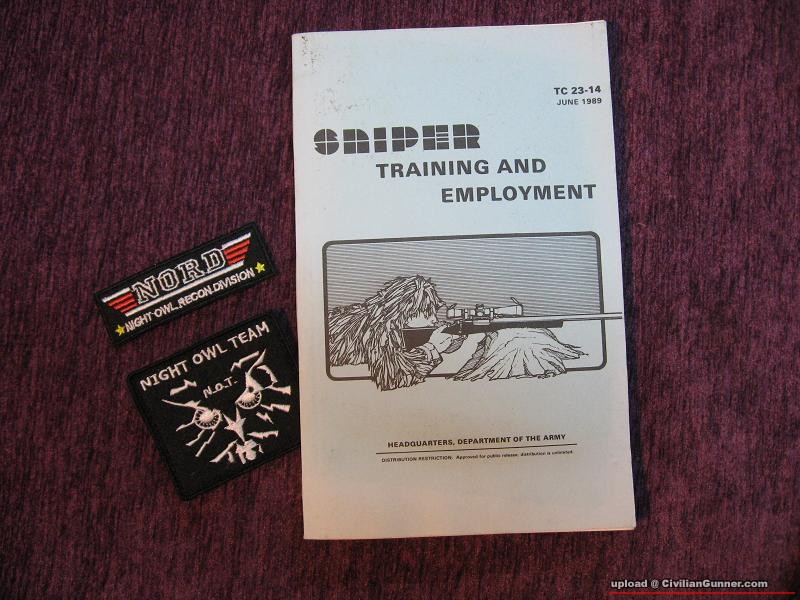 TC 23-14
JUNE 1989
SNIPER
TRAINING AND
EMPLOYMENT
HEADQUARTERS, DEPARTMENT OF THE ARMY
DISTRIBUTION RESTRICTION: Approved for public release; distribution is unlimited.
NORD
NIGHT-OWL.RECON.DIVISION
NIGHT OWL TEAM
N.O.T.
upload @ CivilianGunner.com